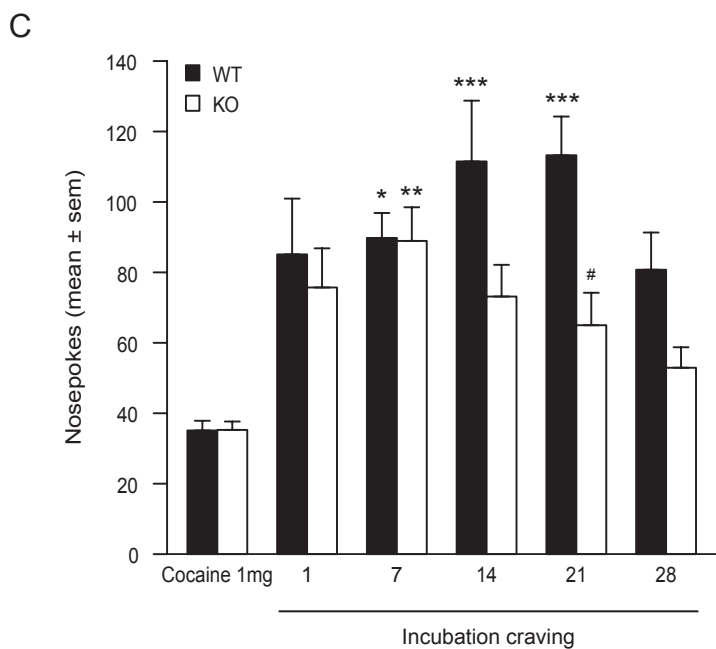 C
140
WT
KO
***
***
120
100
*
**
80
#
60
40
20
0
Nosepokes (mean ± sem)
Cocaine 1mg 1 7 14 21 28
Incubation craving